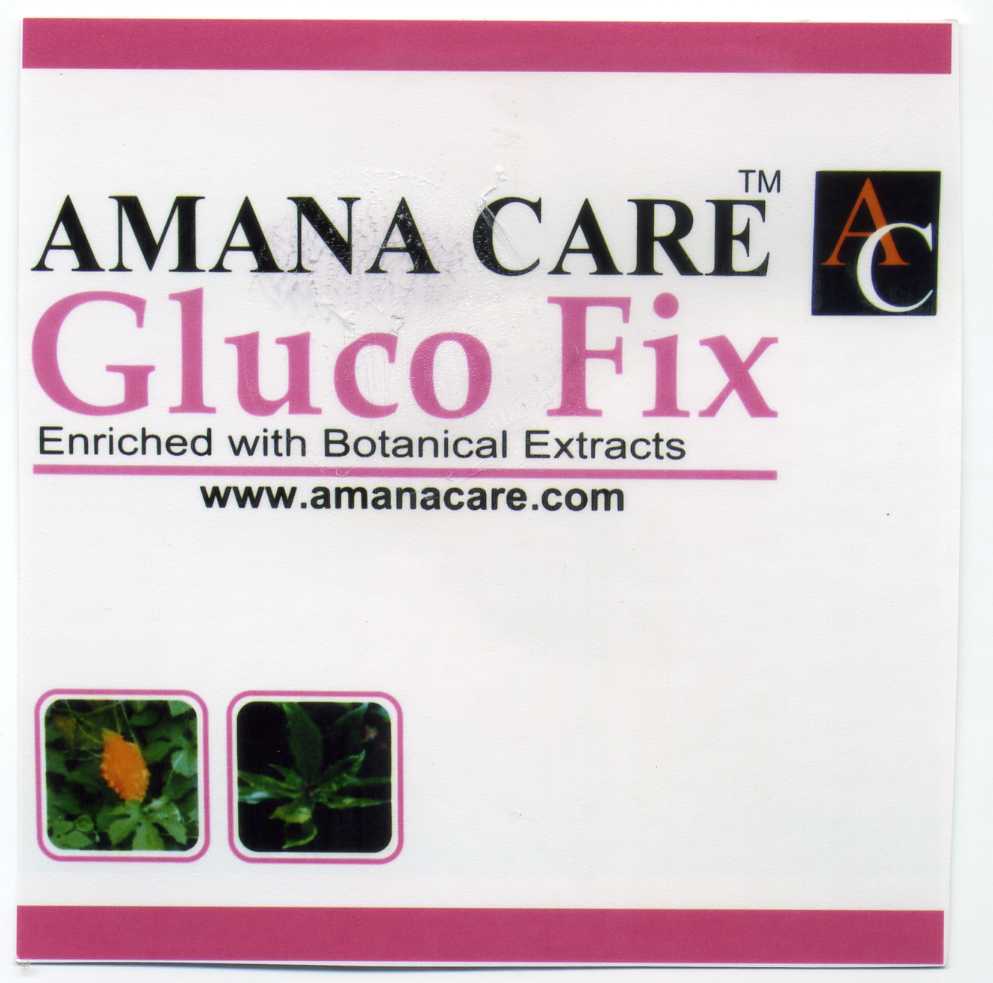 AMANA CARE™
AC
Gluco Fix
Enriched with Botanical Extracts
www.amanacare.com